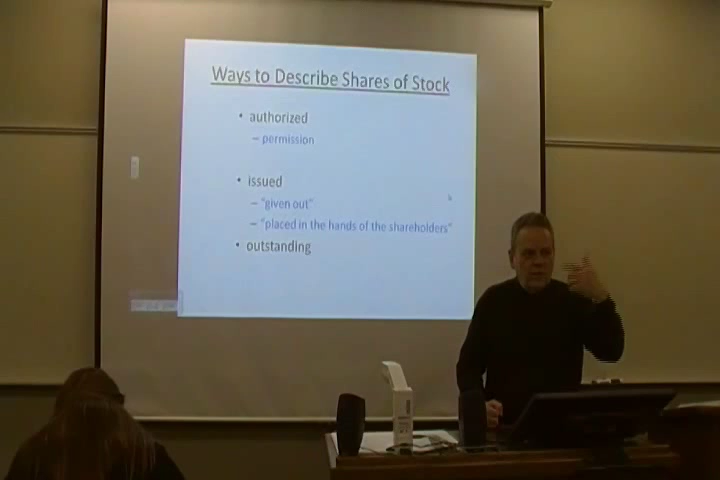 Ways to Describe Shares of Stock
• authorized
– permission
• issued
– “given out”
– “placed in the hands of the shareholders”
• outstanding